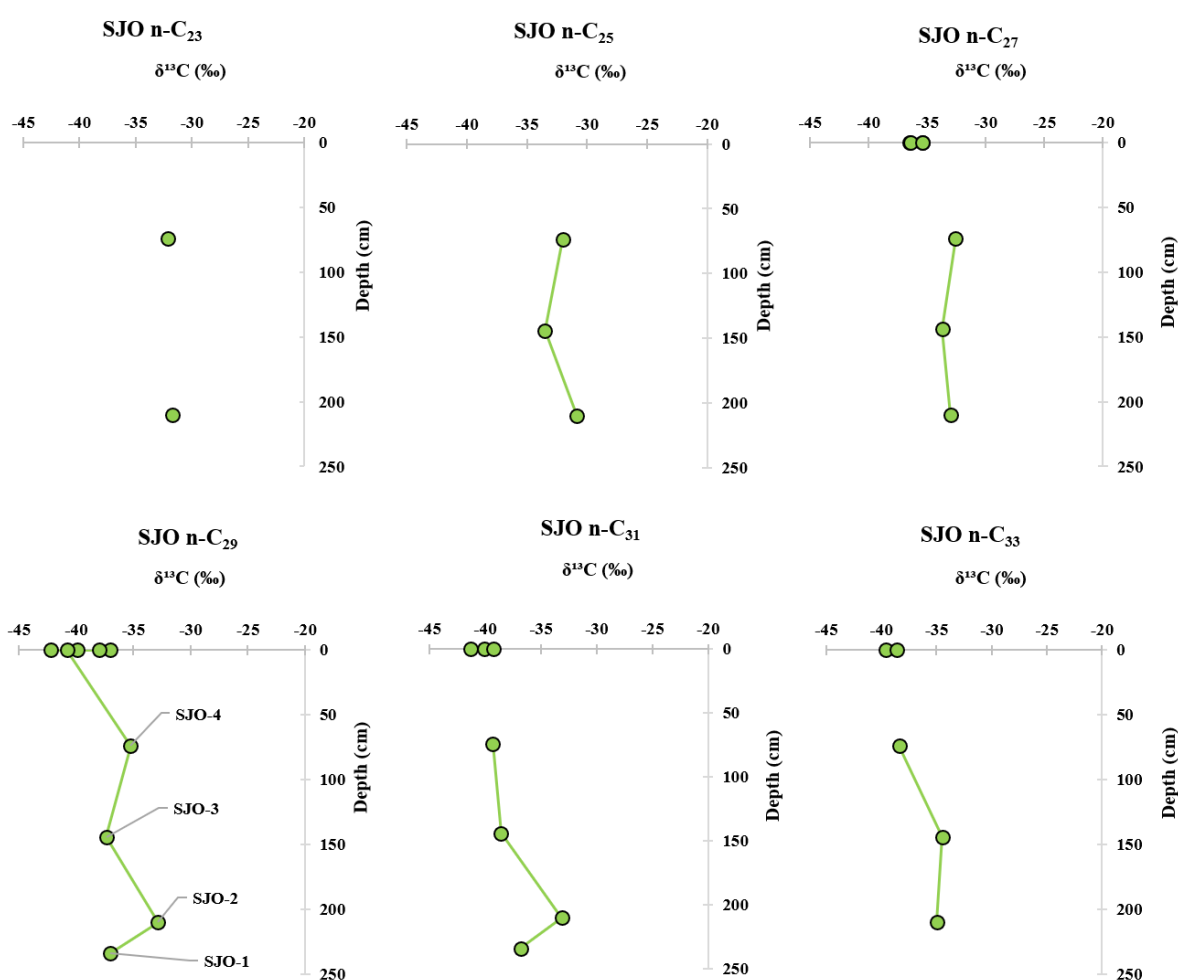 SJO n-C₂₃
δ¹³C (‰)
-45 -40 -35 -30 -25 -20
0
50
100
150
200
250
Depth (cm)
SJO n-C₂₅
δ¹³C (‰)
-45 -40 -35 -30 -25 -20
0
50
100
150
200
250
Depth (cm)
SJO n-C₂₇
δ¹³C (‰)
-45 -40 -35 -30 -25 -20
0
50
100
150
200
250
Depth (cm)
SJO n-C₂₉
δ¹³C (‰)
-45 -40 -35 -30 -25 -20
0
50
100
150
200
250
Depth (cm)
SJO-4
SJO-3
SJO-2
SJO-1
SJO n-C₃₁
δ¹³C (‰)
-45 -40 -35 -30 -25 -20
0
50
100
150
200
250
Depth (cm)
SJO n-C₃₃
δ¹³C (‰)
-45 -40 -35 -30 -25 -20
0
50
100
150
200
250
Depth (cm)